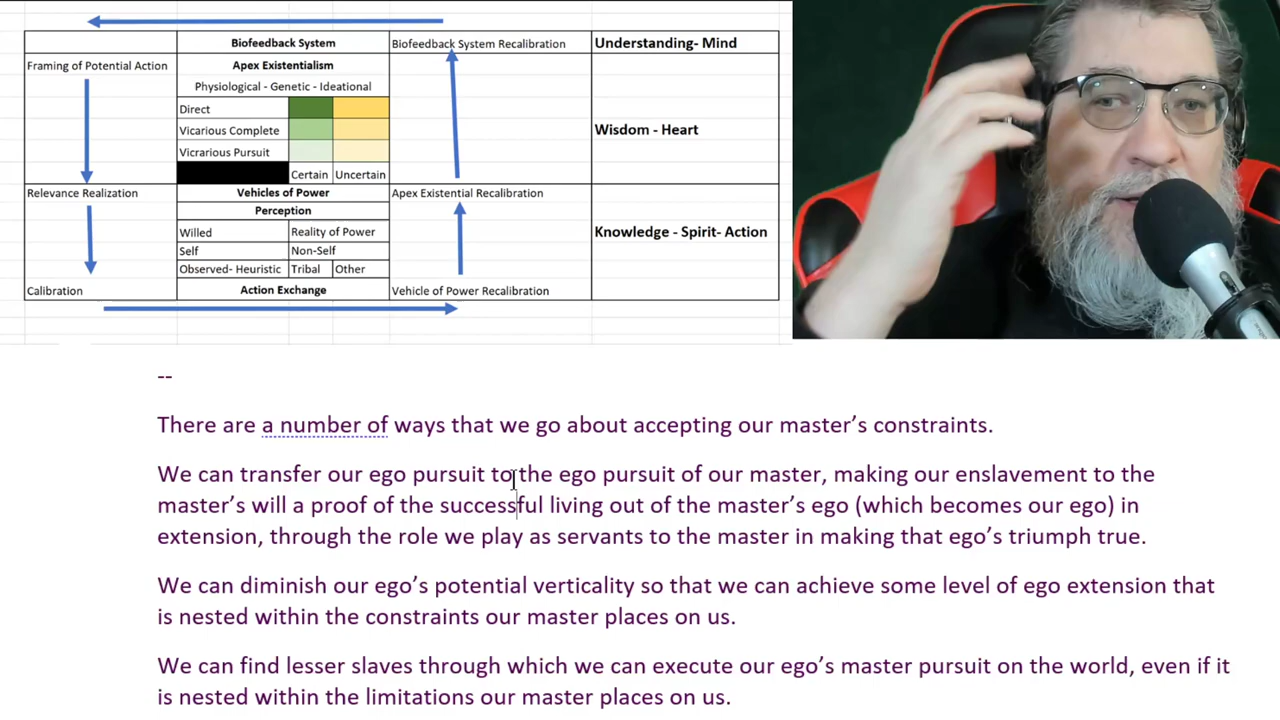 Biofeedback System
Biofeedback System Recalibration
Understanding- Mind
Framing of Potential Action
Apex Existentialism
Physiological - Genetic - Ideational
Direct
Vicarious Complete
Wisdom - Heart
Vicrarious Pursuit
Certain
Uncertain
Relevance Realization
Vehicles of Power
Apex Existential Recalibration
Perception
Willed
Reality of Power
Knowledge - Spirit- Action
Self
Non-Self
Observed- Heuristic
Tribal
Other
Calibration
Action Exchange
Vehicle of Power Recalibration
--
There are a number of ways that we go about accepting our master’s constraints.
We can transfer our ego pursuit to the ego pursuit of our master, making our enslavement to the
master’s will a proof of the successful living out of the master’s ego (which becomes our ego) in
extension, through the role we play as servants to the master in making that ego’s triumph true.
We can diminish our ego’s potential verticality so that we can achieve some level of ego extension that
is nested within the constraints our master places on us.
We can find lesser slaves through which we can execute our ego’s master pursuit on the world, even if it
is nested within the limitations our master places on us.